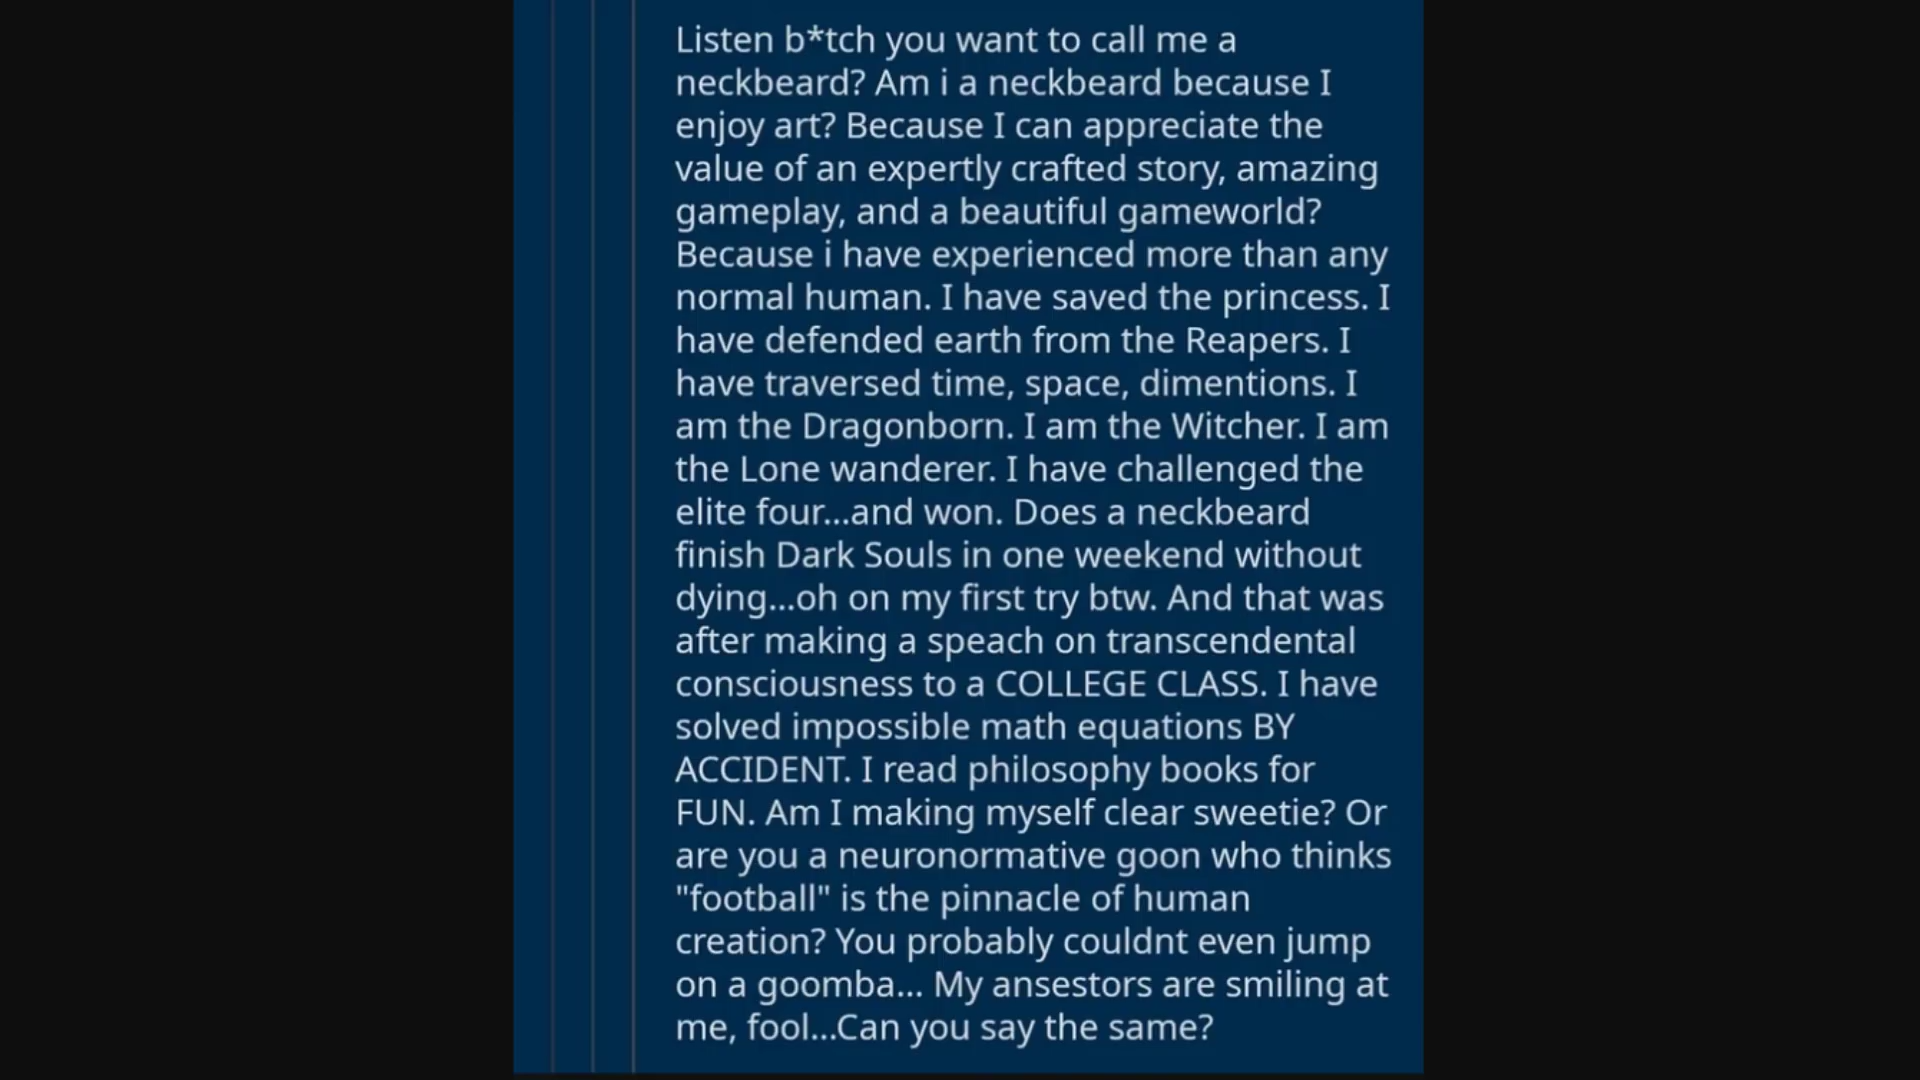 Listen b*tch you want to call me a
neckbeard? Am i a neckbeard because I
enjoy art? Because I can appreciate the
value of an expertly crafted story, amazing
gameplay, and a beautiful gameworld?
Because i have experienced more than any
normal human. I have saved the princess. I
have defended earth from the Reapers. I
have traversed time, space, dimentions. I
am the Dragonborn. I am the Witcher. I am
the Lone wanderer. I have challenged the
elite four...and won. Does a neckbeard
finish Dark Souls in one weekend without
dying...oh on my first try btw. And that was
after making a speach on transcendental
consciousness to a COLLEGE CLASS. I have
solved impossible math equations BY
ACCIDENT. I read philosophy books for
FUN. Am I making myself clear sweetie? Or
are you a neuronormative goon who thinks
"football" is the pinnacle of human
creation? You probably couldnt even jump
on a goomba... My ansestors are smiling at
me, fool...Can you say the same?